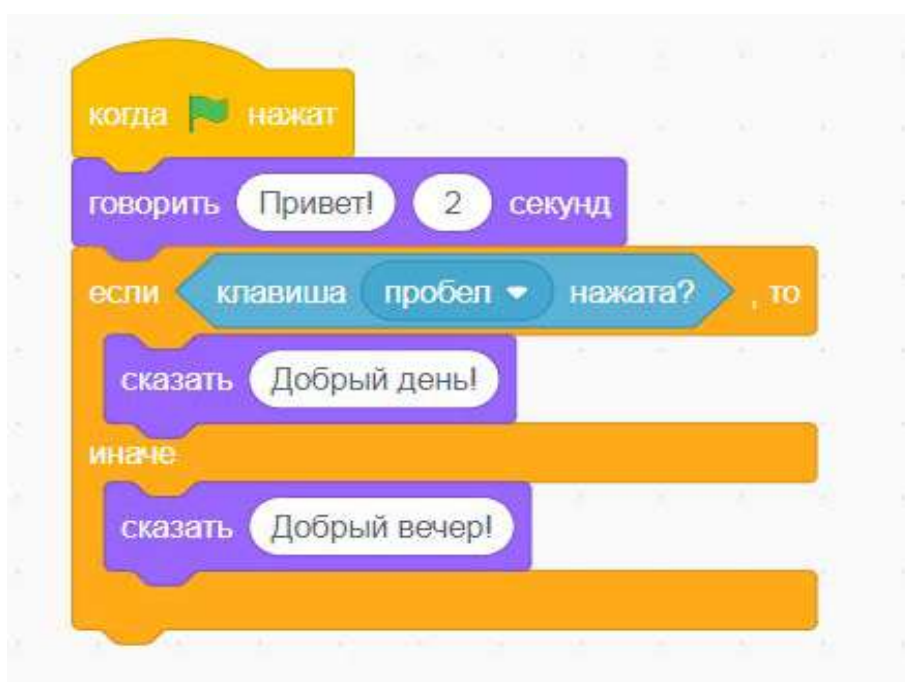 когда нажат
говорить Привет! 2 секунд
если клавиша пробел нажата? , то
сказать Добрый день!
иначе
сказать Добрый вечер!